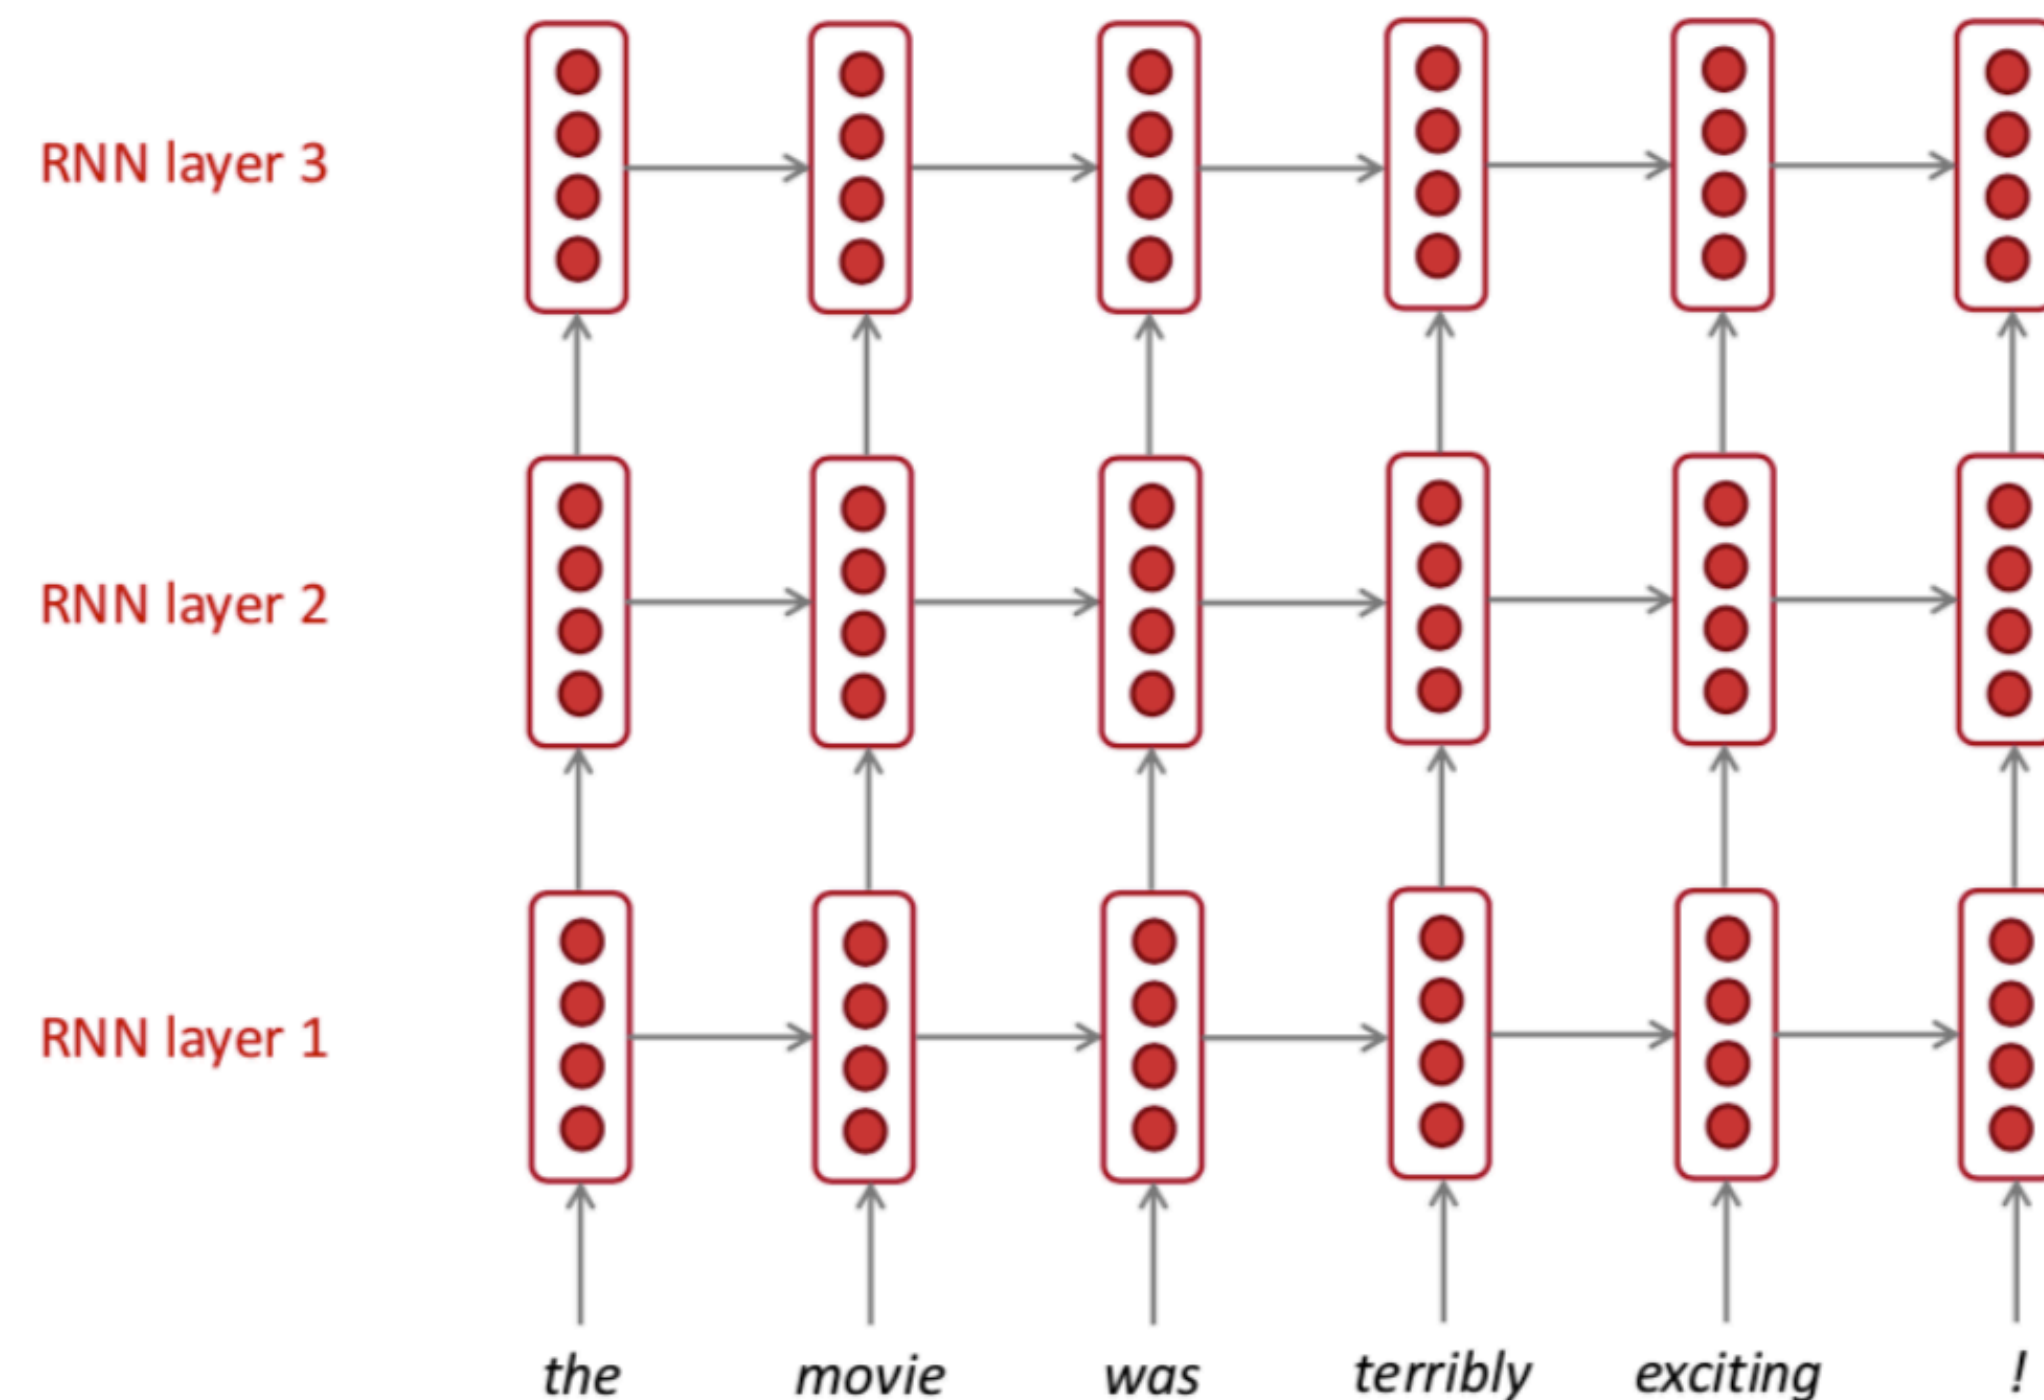 RNN layer 3
RNN layer 2
RNN layer 1
the movie was terribly exciting !